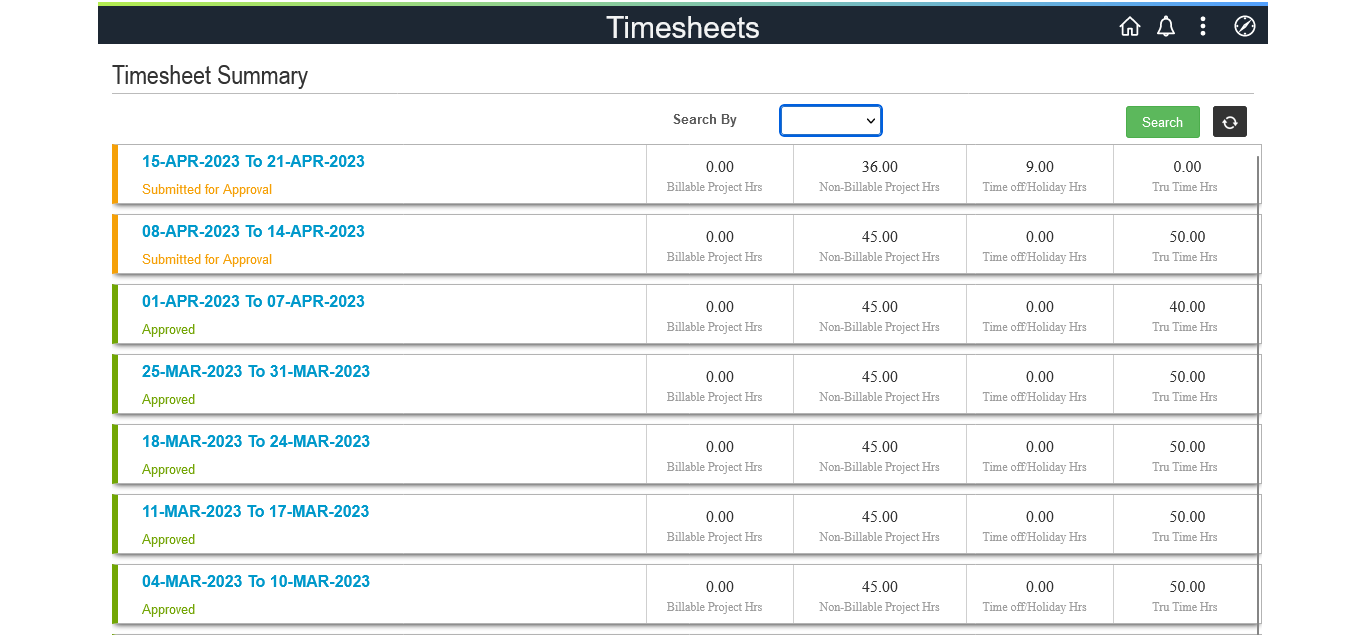 Timesheets
Timesheet Summary
Search By
Search
15-APR-2023 To 21-APR-2023
Submitted for Approval
0.00 36.00 9.00 0.00
Billable Project Hrs Non-Billable Project Hrs Time off/Holiday Hrs Tru Time Hrs
08-APR-2023 To 14-APR-2023
Submitted for Approval
0.00 45.00 0.00 50.00
Billable Project Hrs Non-Billable Project Hrs Time off/Holiday Hrs Tru Time Hrs
01-APR-2023 To 07-APR-2023
Approved
0.00 45.00 0.00 40.00
Billable Project Hrs Non-Billable Project Hrs Time off/Holiday Hrs Tru Time Hrs
25-MAR-2023 To 31-MAR-2023
Approved
0.00 45.00 0.00 50.00
Billable Project Hrs Non-Billable Project Hrs Time off/Holiday Hrs Tru Time Hrs
18-MAR-2023 To 24-MAR-2023
Approved
0.00 45.00 0.00 50.00
Billable Project Hrs Non-Billable Project Hrs Time off/Holiday Hrs Tru Time Hrs
11-MAR-2023 To 17-MAR-2023
Approved
0.00 45.00 0.00 50.00
Billable Project Hrs Non-Billable Project Hrs Time off/Holiday Hrs Tru Time Hrs
04-MAR-2023 To 10-MAR-2023
Approved
0.00 45.00 0.00 50.00
Billable Project Hrs Non-Billable Project Hrs Time off/Holiday Hrs Tru Time Hrs